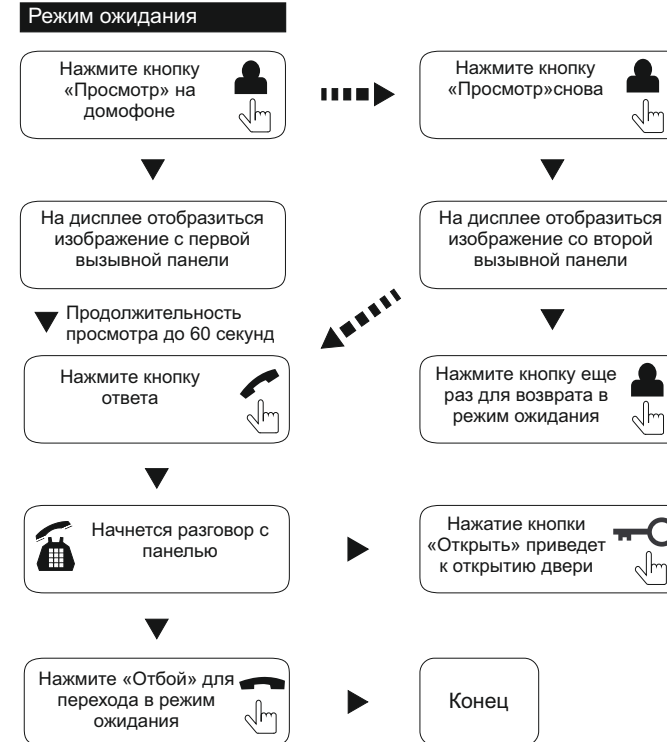 Режим ожидания
Нажмите кнопку
«Просмотр» на
домофоне
Нажмите кнопку
«Просмотр»снова
На дисплее отобразиться
изображение с первой
вызывной панели
На дисплее отобразиться
изображение со второй
вызывной панели
Продолжительность
просмотра до 60 секунд
Нажмите кнопку
ответа
Нажмите кнопку еще
раз для возврата в
режим ожидания
Начнется разговор с
панелью
Нажатие кнопки
«Открыть» приведет
к открытию двери
Нажмите «Отбой» для
перехода в режим
ожидания
Конец